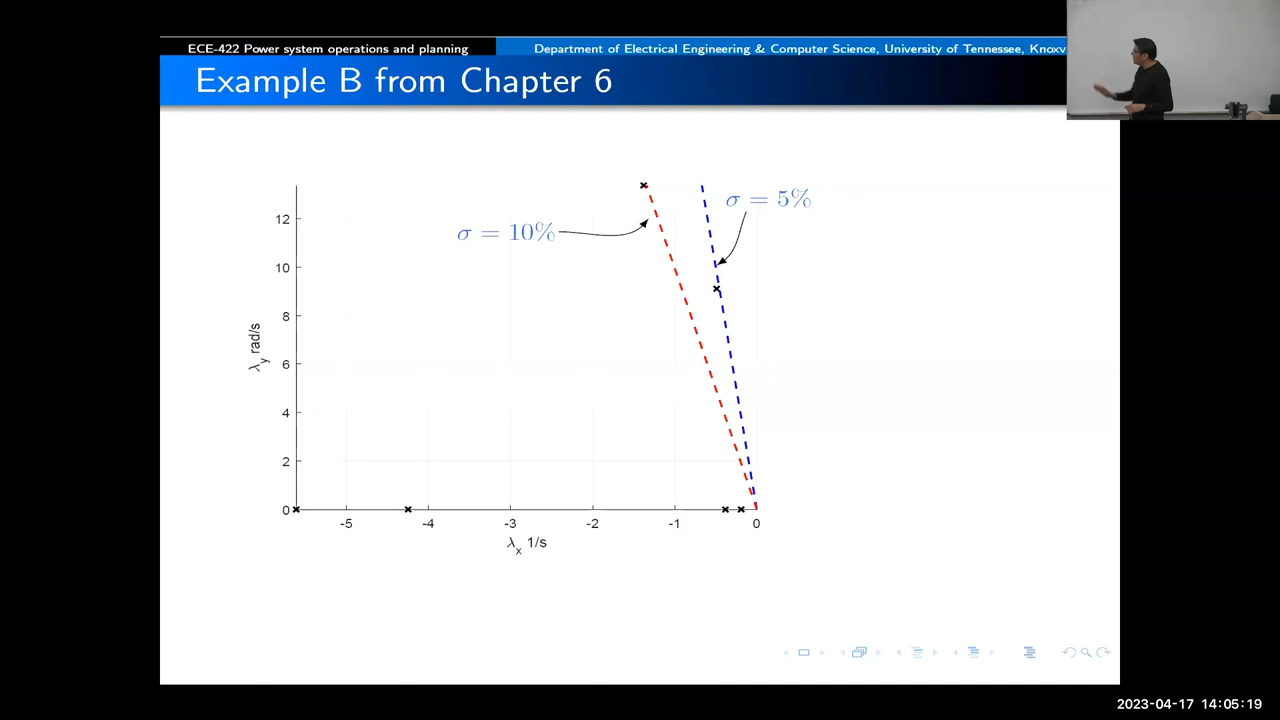 ECE-422 Power system operations and planning
Department of Electrical Engineering & Computer Science, University of Tennessee, Knoxv
Example B from Chapter 6
σ = 5%
σ = 10%
12
10
8
6
4
2
0
λy rad/s
-5 -4 -3 -2 -1 0
λx 1/s
2023-04-17 14:05:19